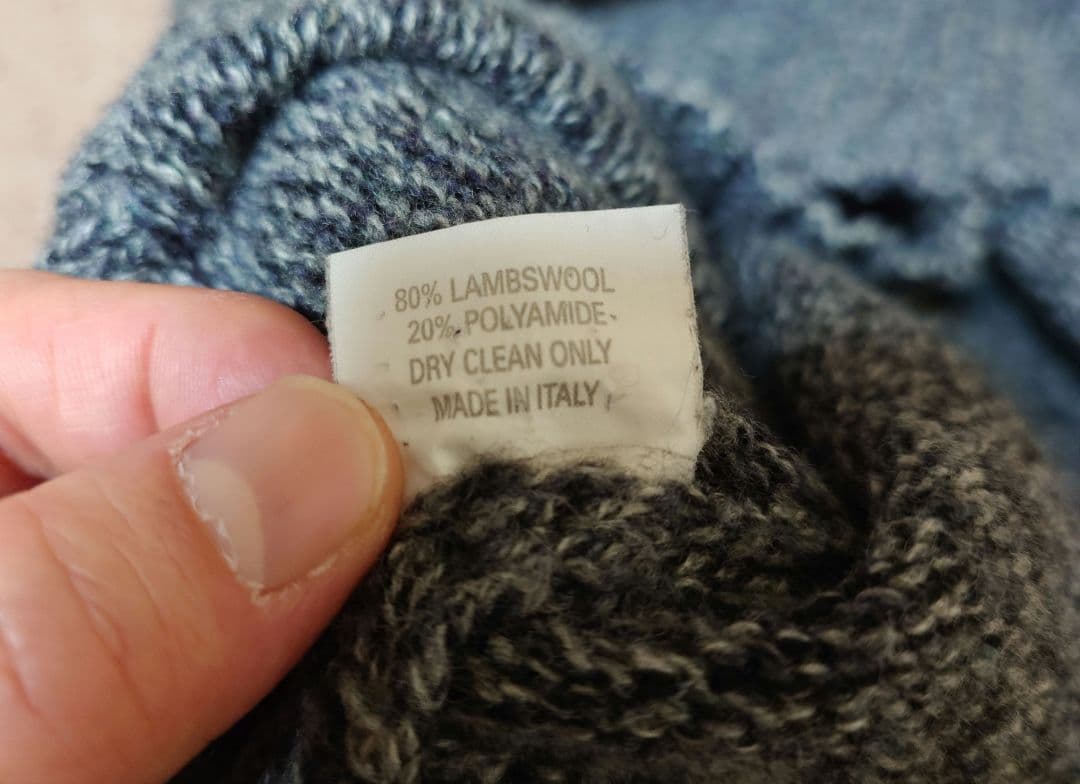 80% LAMBSWOOL
20% POLYAMIDE
DRY CLEAN ONLY
MADE IN ITALY